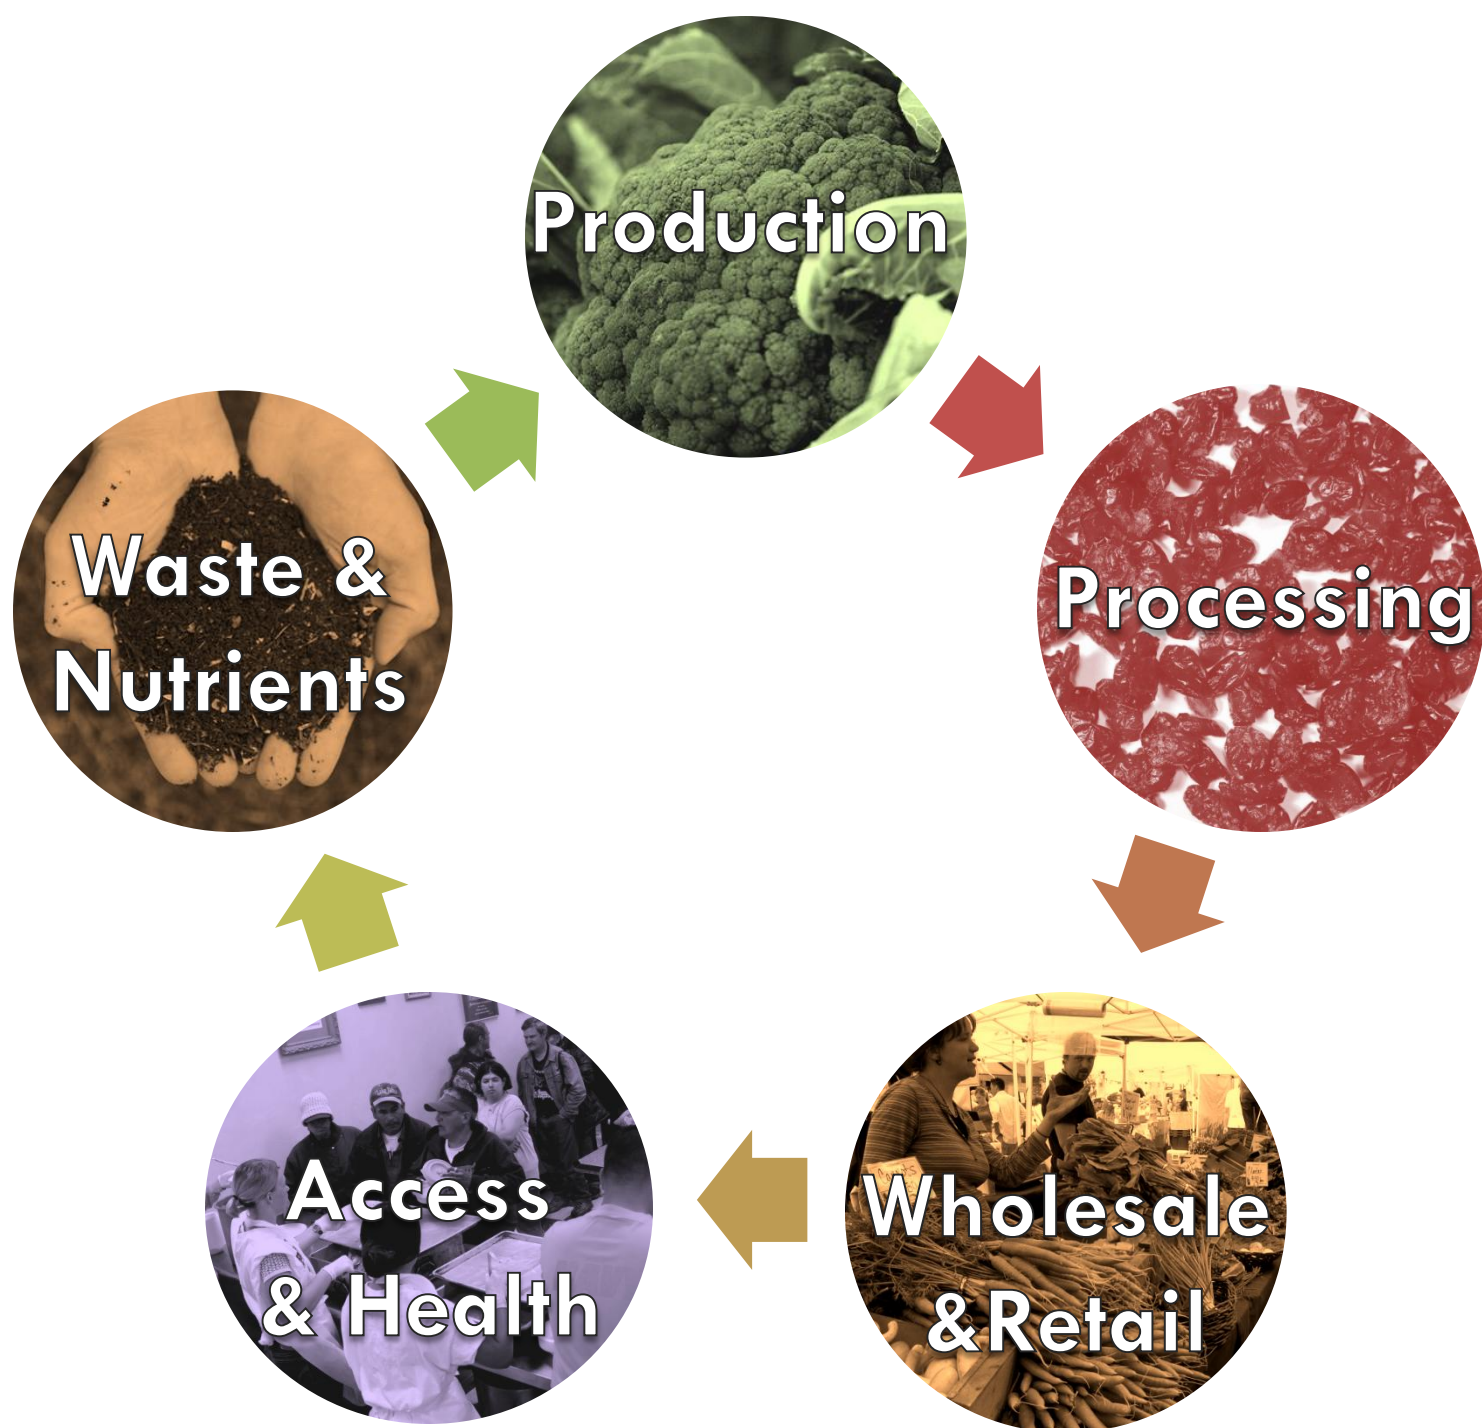 Production
Processing
Wholesale
&Retail
Access
& Health
Waste &
Nutrients